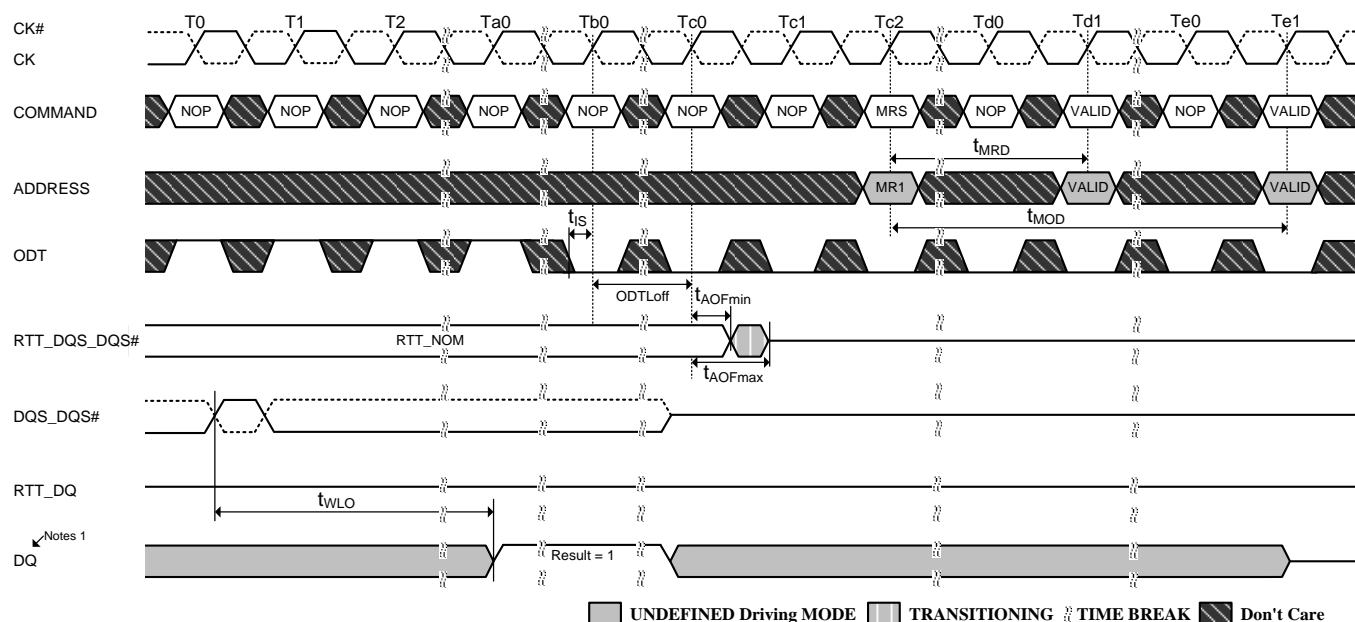 T0 T1 T2 Ta0 Tb0 Tc0 Tc1 Tc2 Td0 Td1 Te0 Te1
CK#
CK
COMMAND NOP NOP NOP NOP NOP NOP NOP MRS NOP VALID NOP VALID
tMRD
ADDRESS MR1 VALID VALID
tIS tMOD
ODT
ODTLoff tAOFmin
RTT_DQS_DQS# RTT_NOM
tAOFmax
DQS_DQS#
RTT_DQ
tWLO
Notes 1
DQ Result = 1
UNDEFINED Driving MODE TRANSITIONING TIME BREAK Don't Care